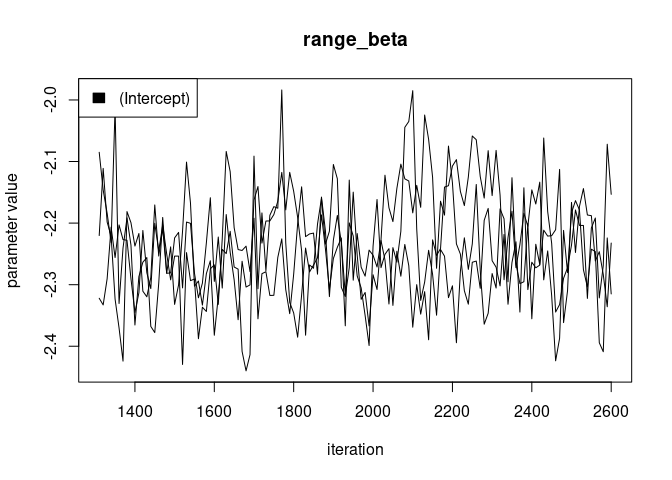 range_beta
(Intercept)
parameter value
-2.0
-2.1
-2.2
-2.3
-2.4
1400 1600 1800 2000 2200 2400 2600
iteration